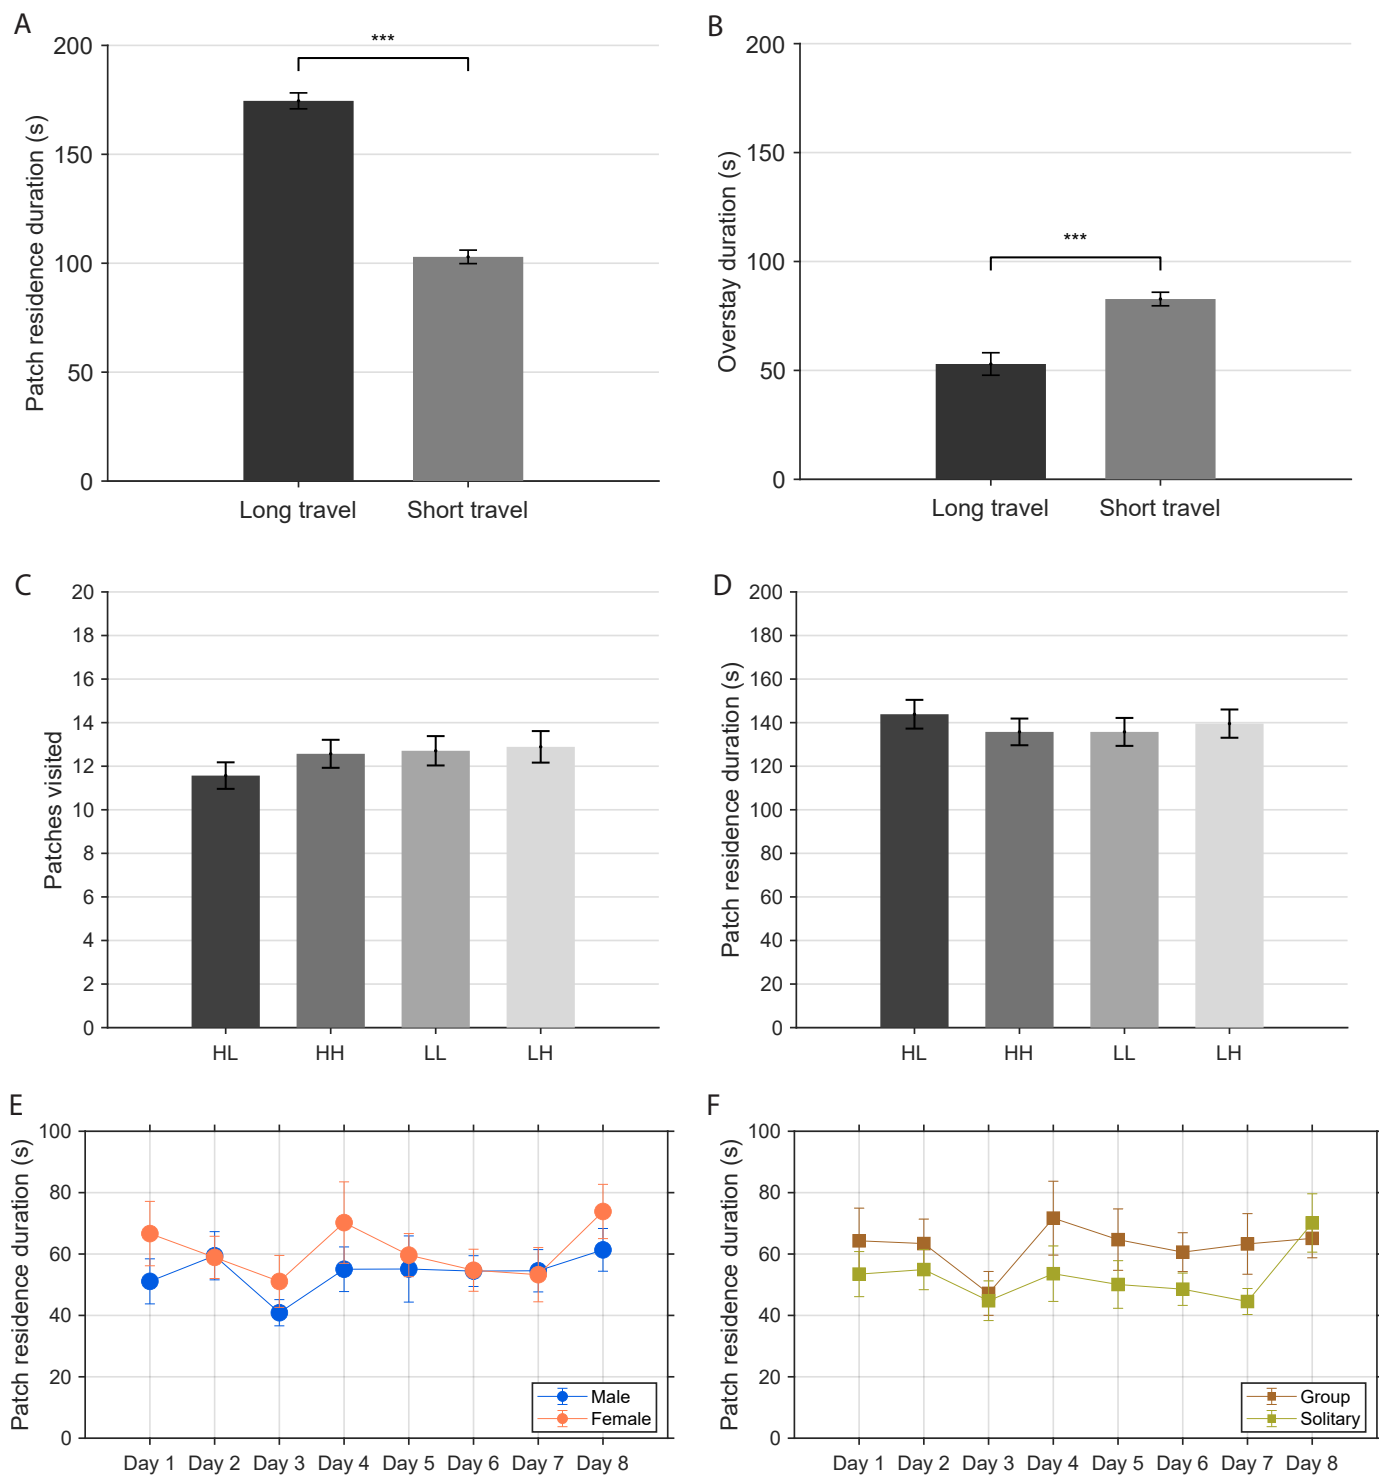 A
Patch residence duration (s)
200
150
100
50
0
***
Long travel
Short travel
B
Overstay duration (s)
200
150
100
50
0
***
Long travel
Short travel
C
Patches visited
20
18
16
14
12
10
8
6
4
2
0
HL
HH
LL
LH
D
Patch residence duration (s)
200
180
160
140
120
100
80
60
40
20
0
HL
HH
LL
LH
E
Patch residence duration (s)
100
80
60
40
20
0
Male
Female
Day 1
Day 2
Day 3
Day 4
Day 5
Day 6
Day 7
Day 8
F
Patch residence duration (s)
100
80
60
40
20
0
Group
Solitary
Day 1
Day 2
Day 3
Day 4
Day 5
Day 6
Day 7
Day 8